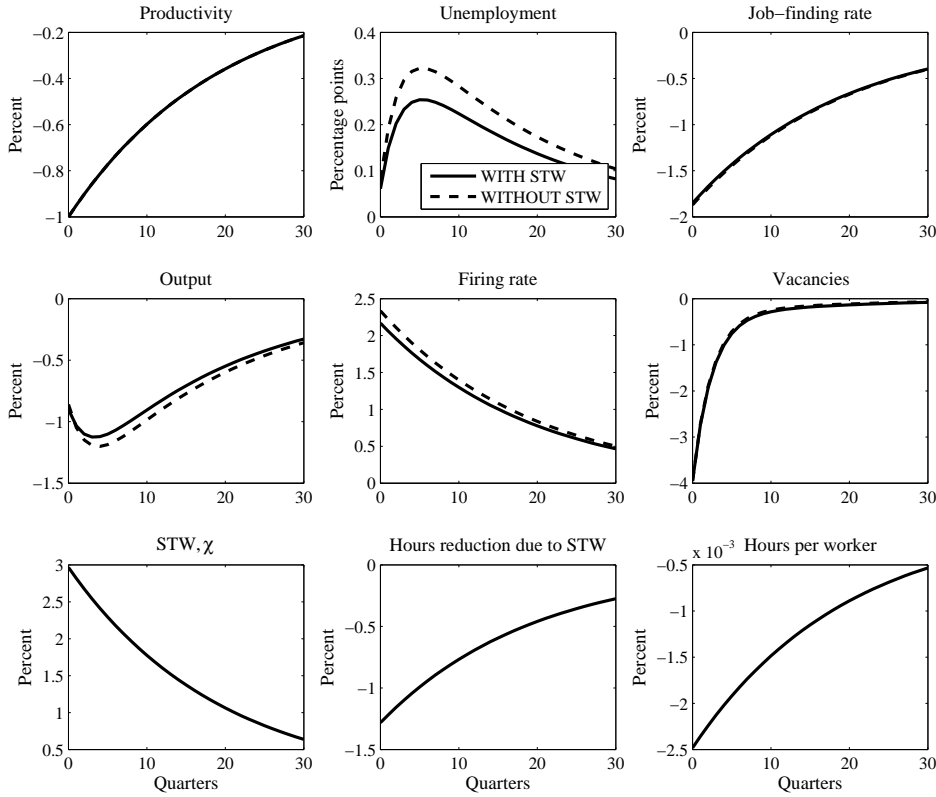 Productivity
Percent
−0.2
−0.4
−0.6
−0.8
−1
0 10 20 30
Unemployment
Percentage points
0.4
0.3
0.2
0.1
0
WITH STW
WITHOUT STW
0 10 20 30
Job−finding rate
Percent
0
−0.5
−1
−1.5
−2
0 10 20 30
Output
Percent
0
−0.5
−1
−1.5
0 10 20 30
Firing rate
Percent
2.5
2
1.5
1
0.5
0
0 10 20 30
Vacancies
Percent
0
−1
−2
−3
−4
0 10 20 30
STW, χ
Percent
3
2.5
2
1.5
1
0.5
0 10 20 30
Quarters
Hours reduction due to STW
Percent
0
−0.5
−1
−1.5
0 10 20 30
Quarters
Hours per worker
x 10⁻³
Percent
−0.5
−1
−1.5
−2
−2.5
0 10 20 30
Quarters